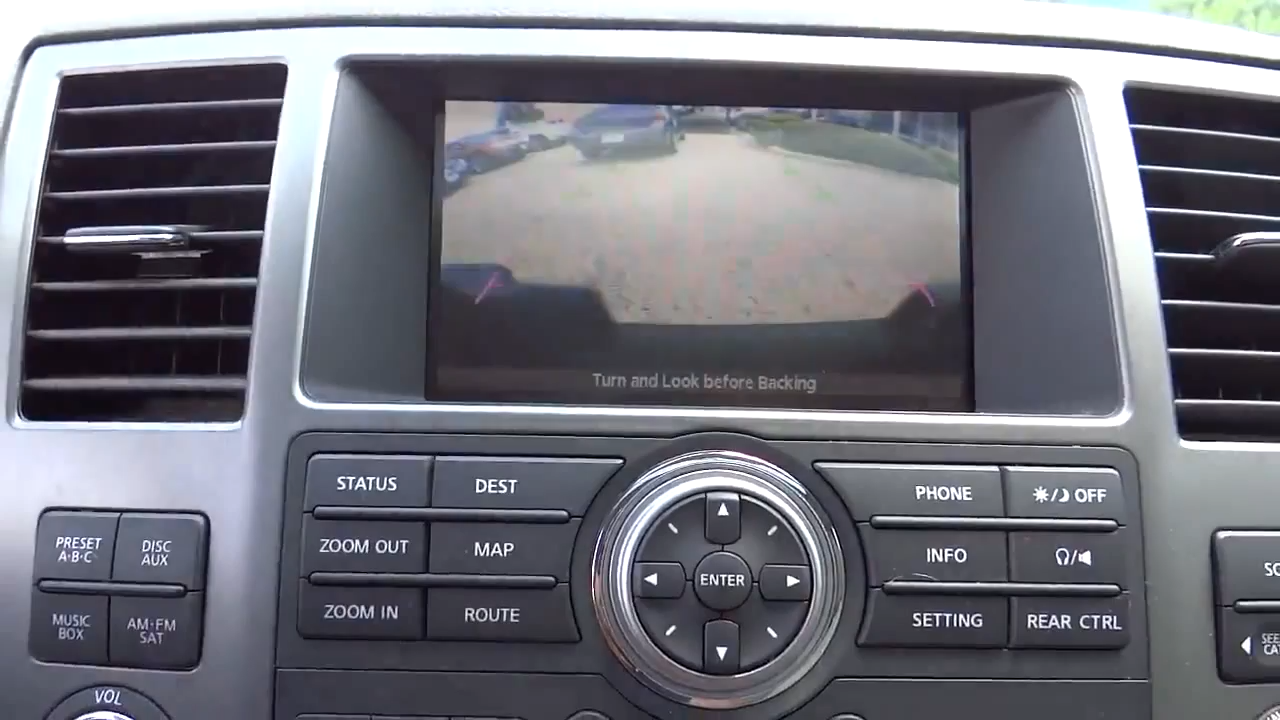 Turn and Look before Backing
STATUS
DEST
ZOOM OUT
MAP
ZOOM IN
ROUTE
ENTER
PHONE
OFF
INFO
SETTING
REAR CTRL
PRESET
A·B·C
DISC
AUX
MUSIC
BOX
AM·FM
SAT
VOL